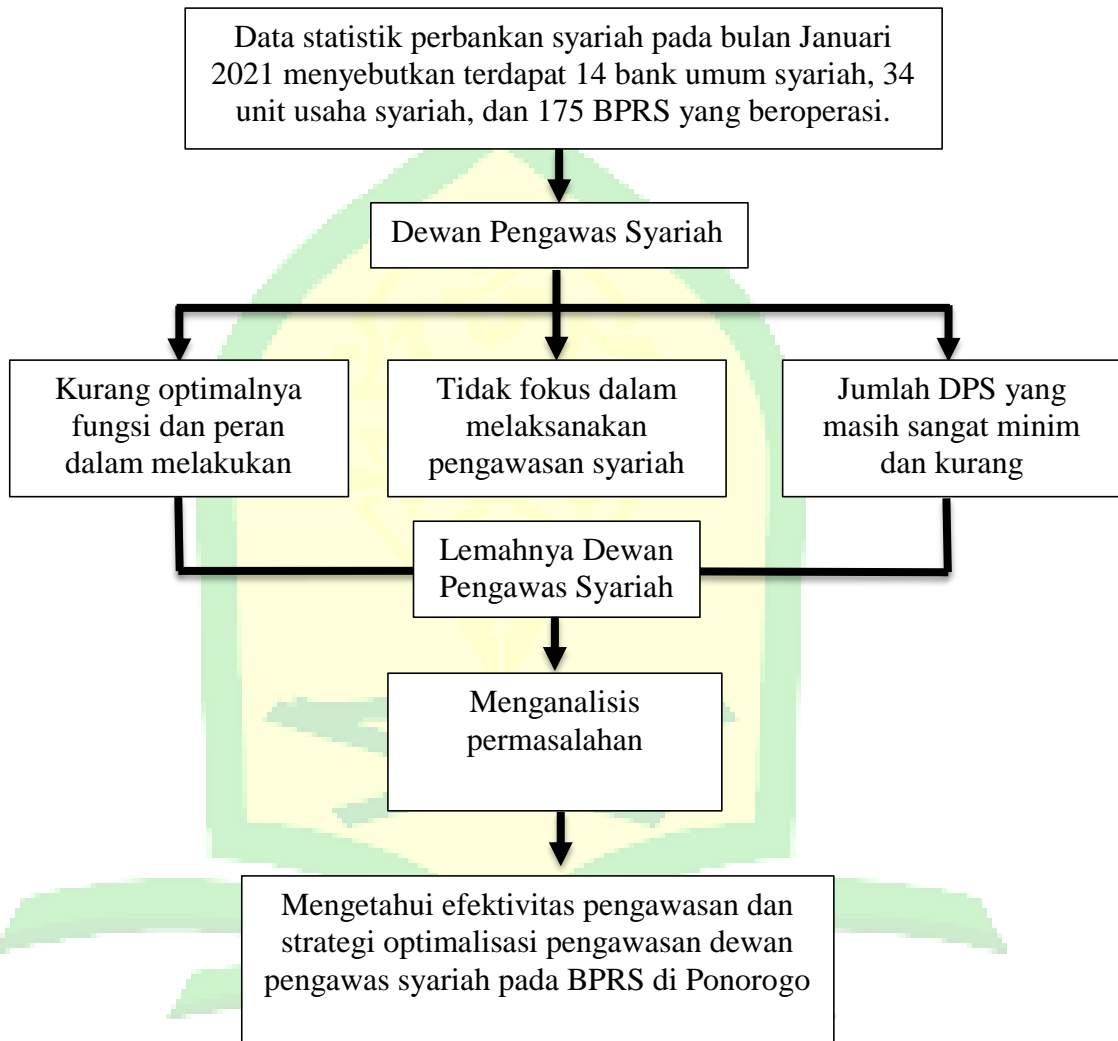 Data statistik perbankan syariah pada bulan Januari
2021 menyebutkan terdapat 14 bank umum syariah, 34
unit usaha syariah, dan 175 BPRS yang beroperasi.
Dewan Pengawas Syariah
Kurang optimalnya
fungsi dan peran
dalam melakukan
Tidak fokus dalam
melaksanakan
pengawasan syariah
Jumlah DPS yang
masih sangat minim
dan kurang
Lemahnya Dewan
Pengawas Syariah
Menganalisis
permasalahan
Mengetahui efektivitas pengawasan dan
strategi optimalisasi pengawasan dewan
pengawas syariah pada BPRS di Ponorogo